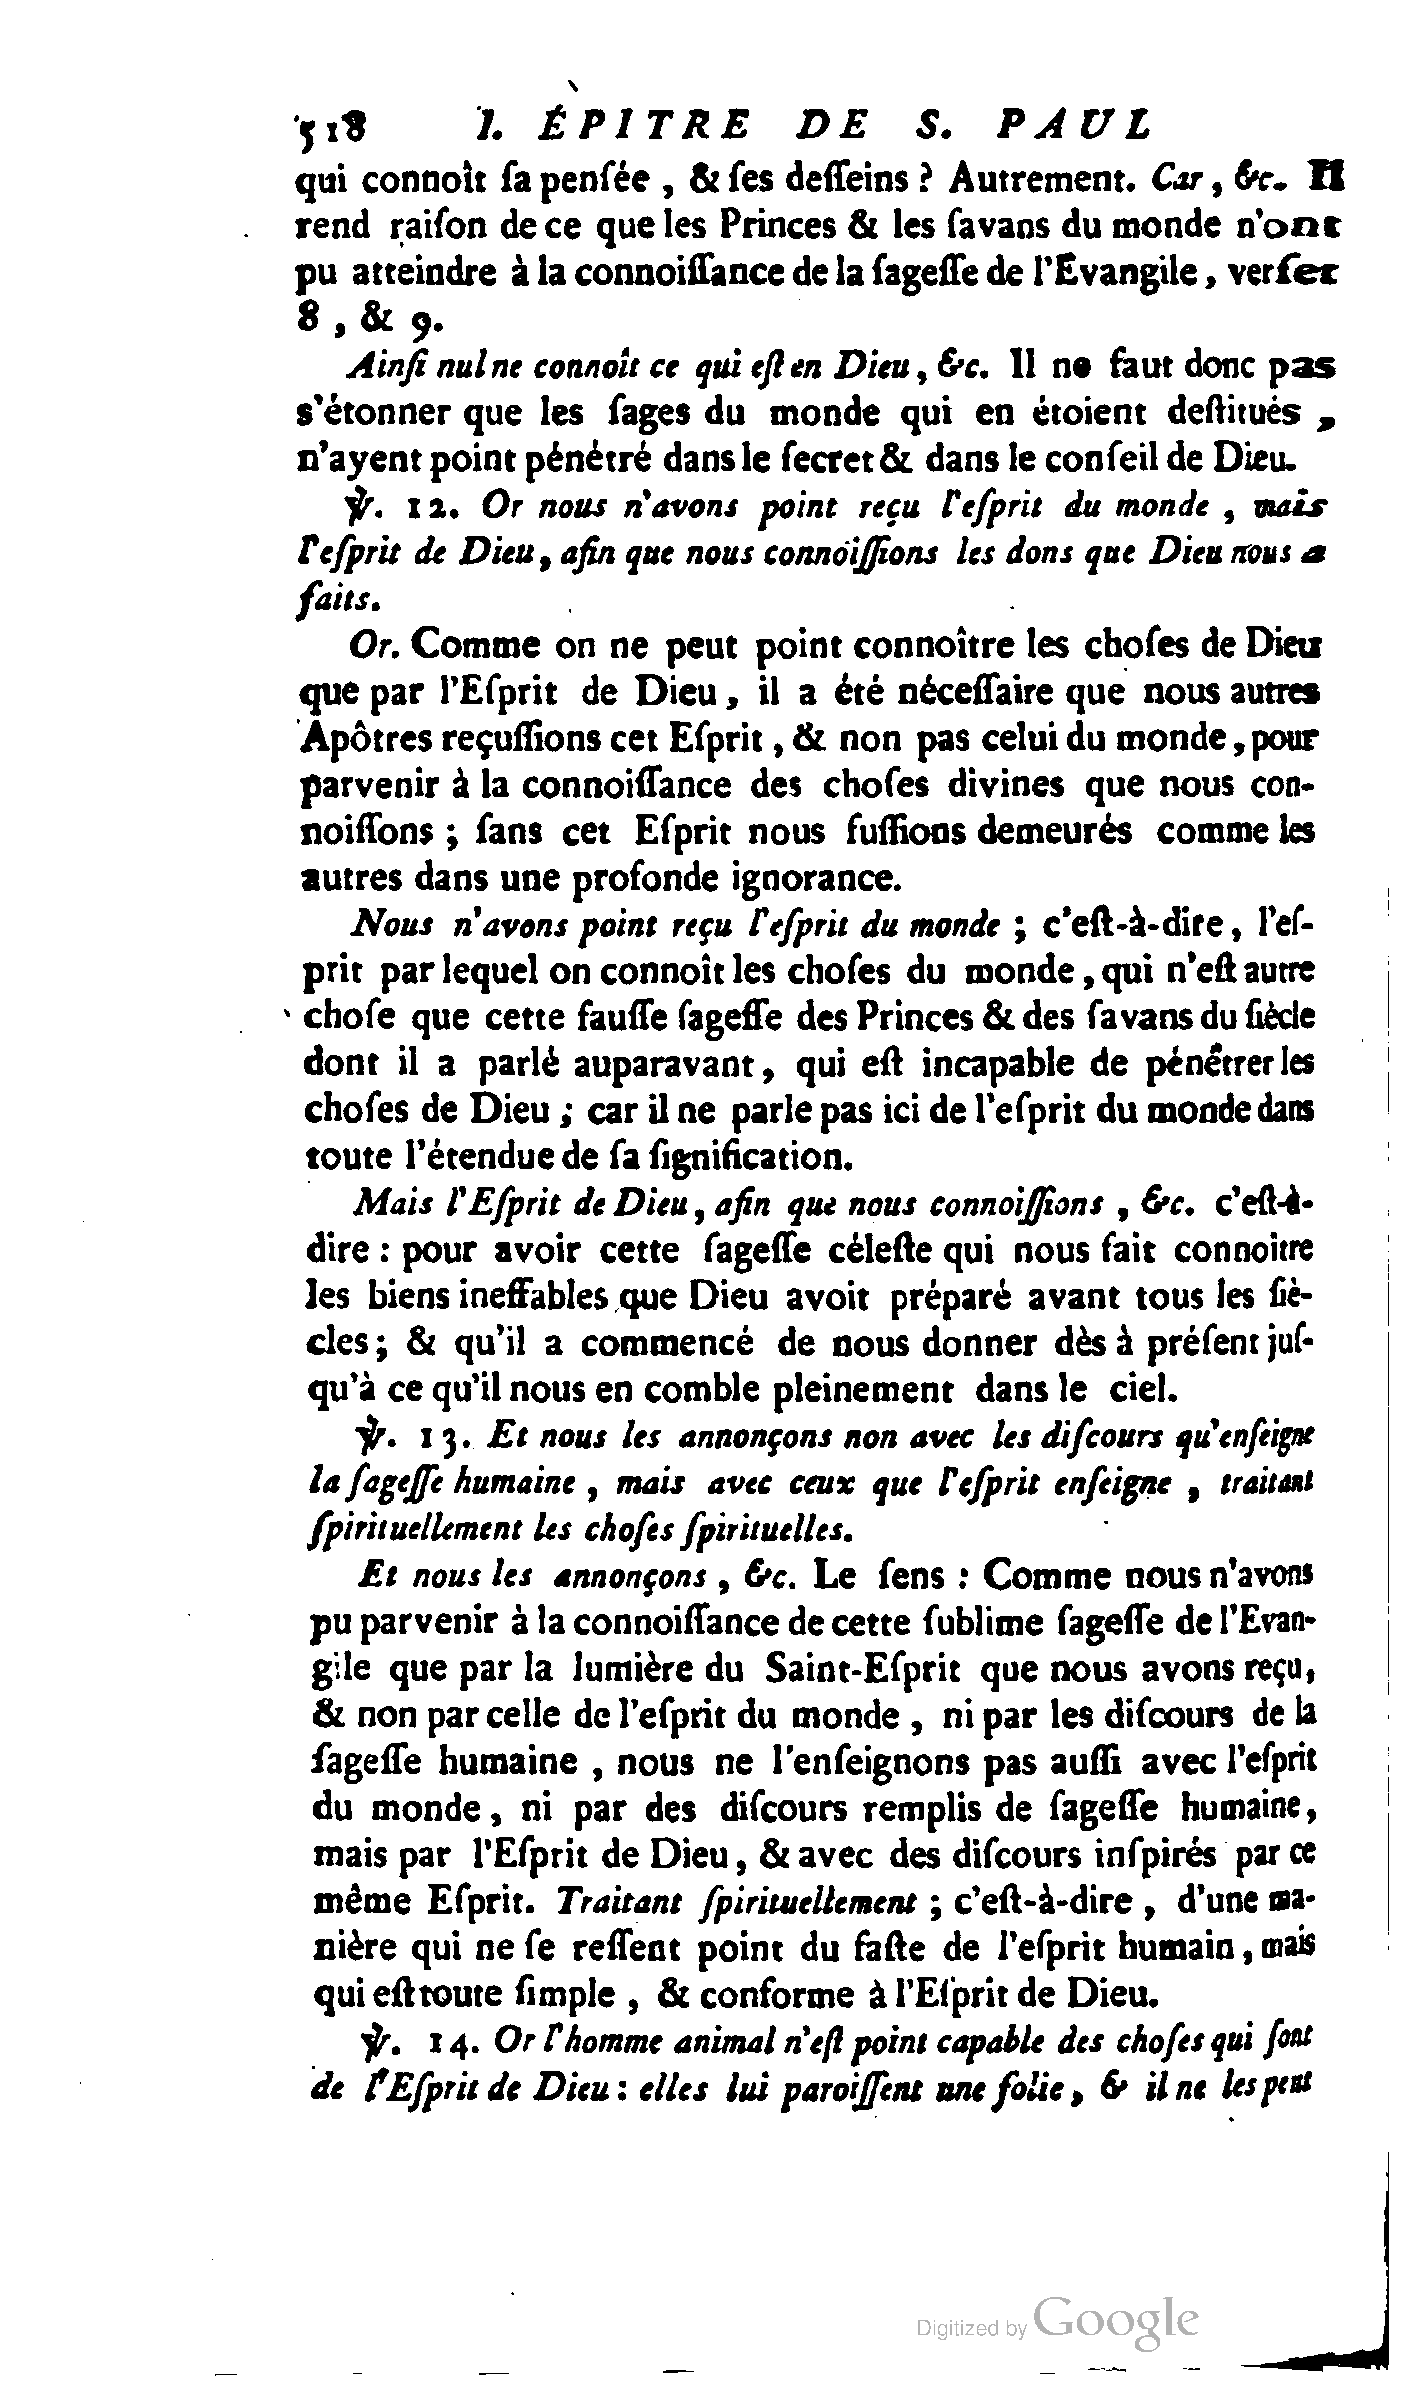 518 I. ÉPITRE DE S. PAUL
qui connoît ſa penſée, & ſes deſſeins ? Autrement. Car, &c. Il
rend raiſon de ce que les Princes & les ſavans du monde n'ont
pu atteindre à la connoiſſance de la ſageſſe de l'Evangile, verſet
8, & 9.
Ainſi nul ne connoît ce qui eſt en Dieu, &c. Il ne faut donc pas
s'étonner que les ſages du monde qui en étoient deſtitués,
n'ayent point pénétré dans le ſecret & dans le conſeil de Dieu.
℣. 12. Or nous n'avons point reçu l'eſprit du monde, mais
l'eſprit de Dieu, afin que nous connoiſſions les dons que Dieu nous a
faits.
Or. Comme on ne peut point connoître les choſes de Dieu
que par l'Eſprit de Dieu, il a été néceſſaire que nous autres
Apôtres reçuſſions cet Eſprit, & non pas celui du monde, pour
parvenir à la connoiſſance des choſes divines que nous con-
noiſſons ; ſans cet Eſprit nous fuſſions demeurés comme les
autres dans une profonde ignorance.
Nous n'avons point reçu l'eſprit du monde ; c'eſt-à-dire, l'eſ-
prit par lequel on connoît les choſes du monde, qui n'eſt autre
choſe que cette fauſſe ſageſſe des Princes & des ſavans du ſiècle
dont il a parlé auparavant, qui eſt incapable de pénétrer les
choſes de Dieu ; car il ne parle pas ici de l'eſprit du monde dans
toute l'étendue de ſa ſignification.
Mais l'Eſprit de Dieu, afin que nous connoiſſions, &c. c'eſt-à-
dire : pour avoir cette ſageſſe céleſte qui nous fait connoitre
les biens ineffables que Dieu avoit préparé avant tous les ſiè-
cles ; & qu'il a commencé de nous donner dès à préſent juſ-
qu'à ce qu'il nous en comble pleinement dans le ciel.
℣. 13. Et nous les annonçons non avec les diſcours qu'enſeigne
la ſageſſe humaine, mais avec ceux que l'eſprit enſeigne, traitant
ſpirituellement les choſes ſpirituelles.
Et nous les annonçons, &c. Le ſens : Comme nous n'avons
pu parvenir à la connoiſſance de cette ſublime ſageſſe de l'Evan-
gile que par la lumière du Saint-Eſprit que nous avons reçu,
& non par celle de l'eſprit du monde, ni par les diſcours de la
ſageſſe humaine, nous ne l'enſeignons pas auſſi avec l'eſprit
du monde, ni par des diſcours remplis de ſageſſe humaine,
mais par l'Eſprit de Dieu, & avec des diſcours inſpirés par ce
même Eſprit. Traitant ſpirituellement ; c'eſt-à-dire, d'une ma-
nière qui ne ſe reſſent point du faſte de l'eſprit humain, mais
qui eſt toute ſimple, & conforme à l'Eſprit de Dieu.
℣. 14. Or l'homme animal n'eſt point capable des choſes qui ſont
de l'Eſprit de Dieu : elles lui paroiſſent une folie, & il ne les peut
Digitized by Google